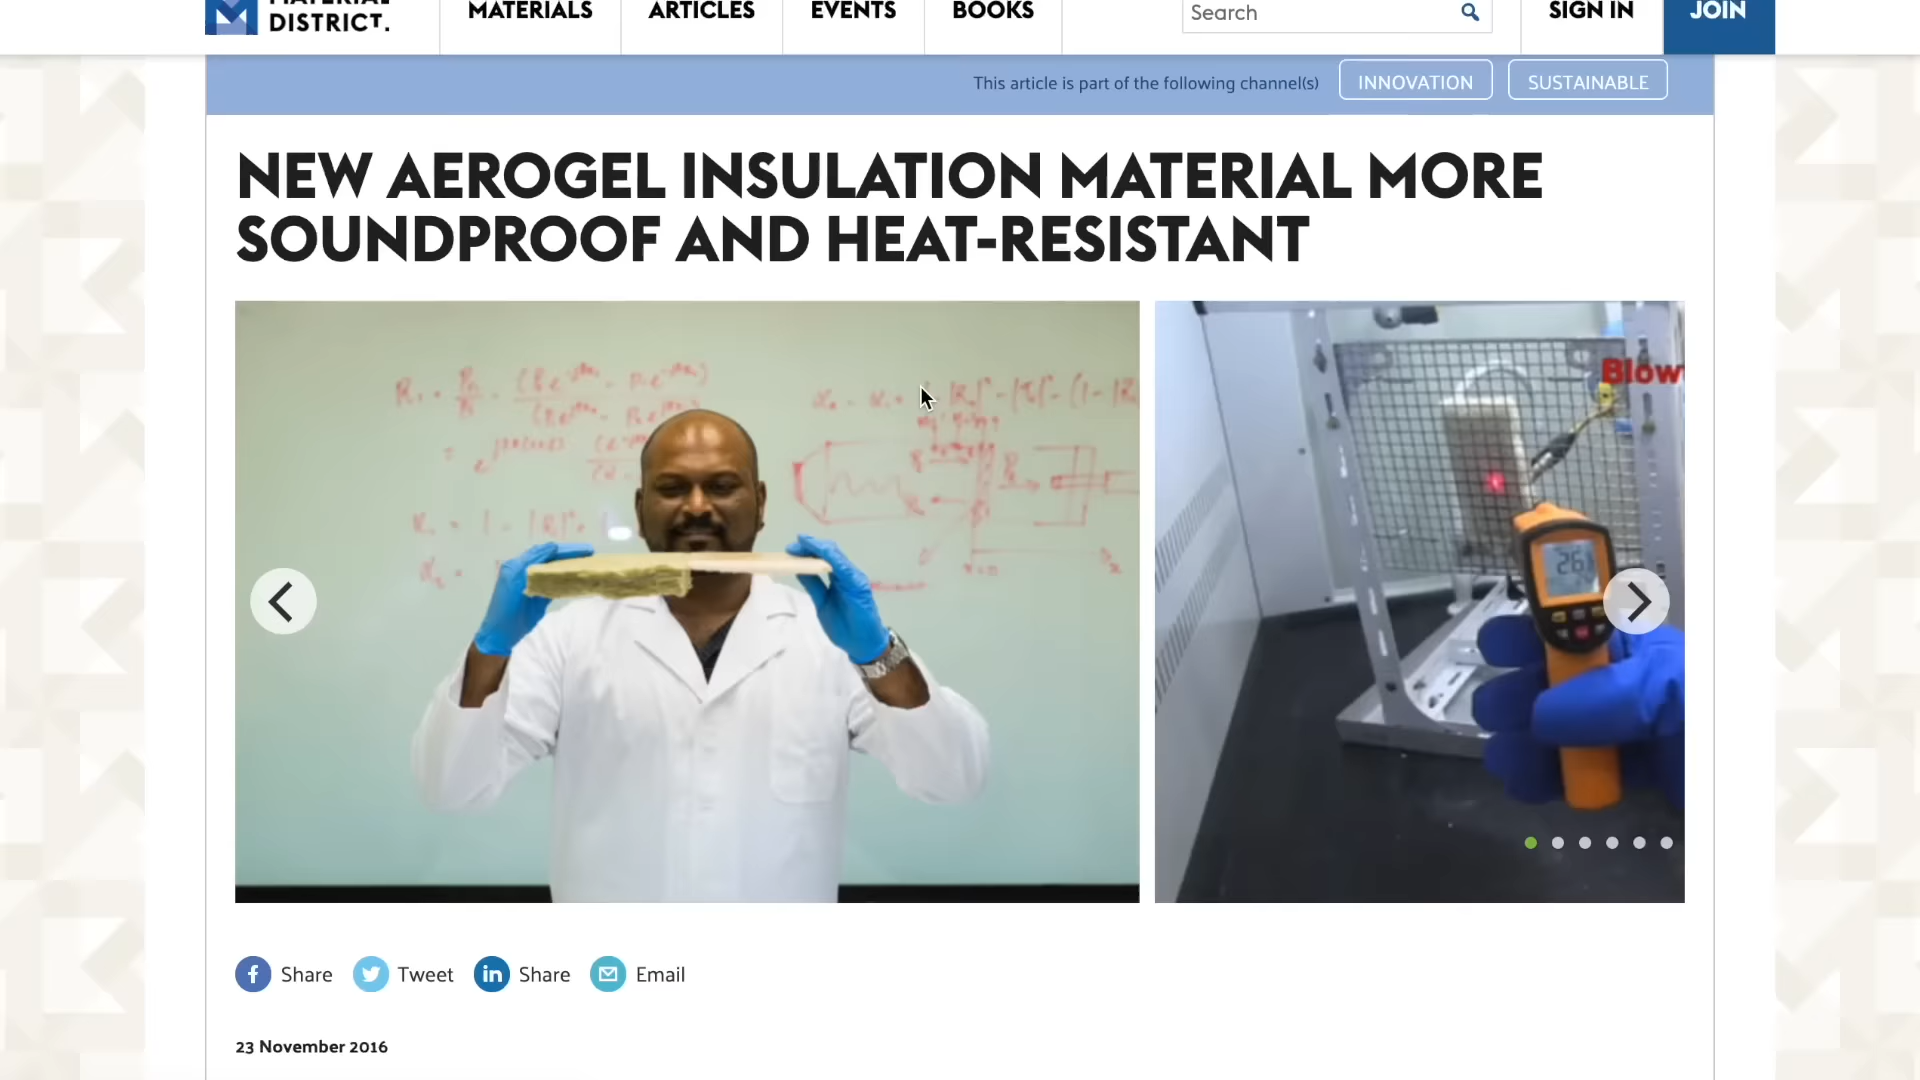 DISTRICT.
MATERIALS
ARTICLES
EVENTS
BOOKS
Search
SIGN IN
JOIN
This article is part of the following channel(s)
INNOVATION
SUSTAINABLE
NEW AEROGEL INSULATION MATERIAL MORE
SOUNDPROOF AND HEAT-RESISTANT
Blow
Share
Tweet
Share
Email
23 November 2016